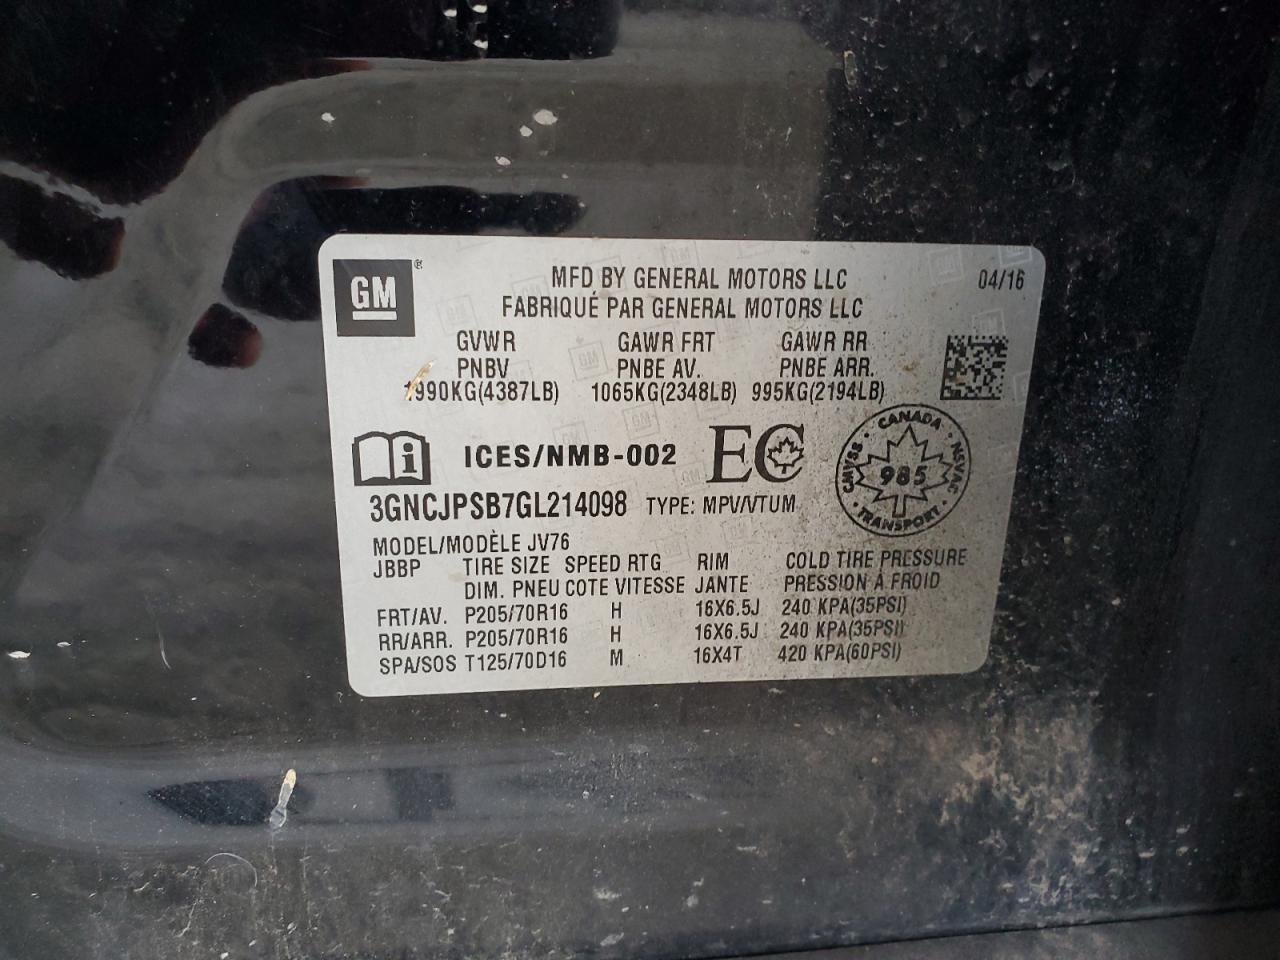 GM®
MFD BY GENERAL MOTORS LLC 04/16
FABRIQUÉ PAR GENERAL MOTORS LLC
GVWR GAWR FRT GAWR RR
PNBV PNBE AV. PNBE ARR.
1990KG(4387LB) 1065KG(2348LB) 995KG(2194LB)
i ICES/NMB-002 EC
CANADA
CMVSS 985 NSVAC
TRANSPORT
3GNCJPSB7GL214098 TYPE: MPV/VTUM
MODEL/MODÈLE JV76
JBBP TIRE SIZE SPEED RTG RIM COLD TIRE PRESSURE
DIM. PNEU COTE VITESSE JANTE PRESSION À FROID
FRT/AV. P205/70R16 H 16X6.5J 240 KPA(35PSI)
RR/ARR. P205/70R16 H 16X6.5J 240 KPA(35PSI)
SPA/SOS T125/70D16 M 16X4T 420 KPA(60PSI)